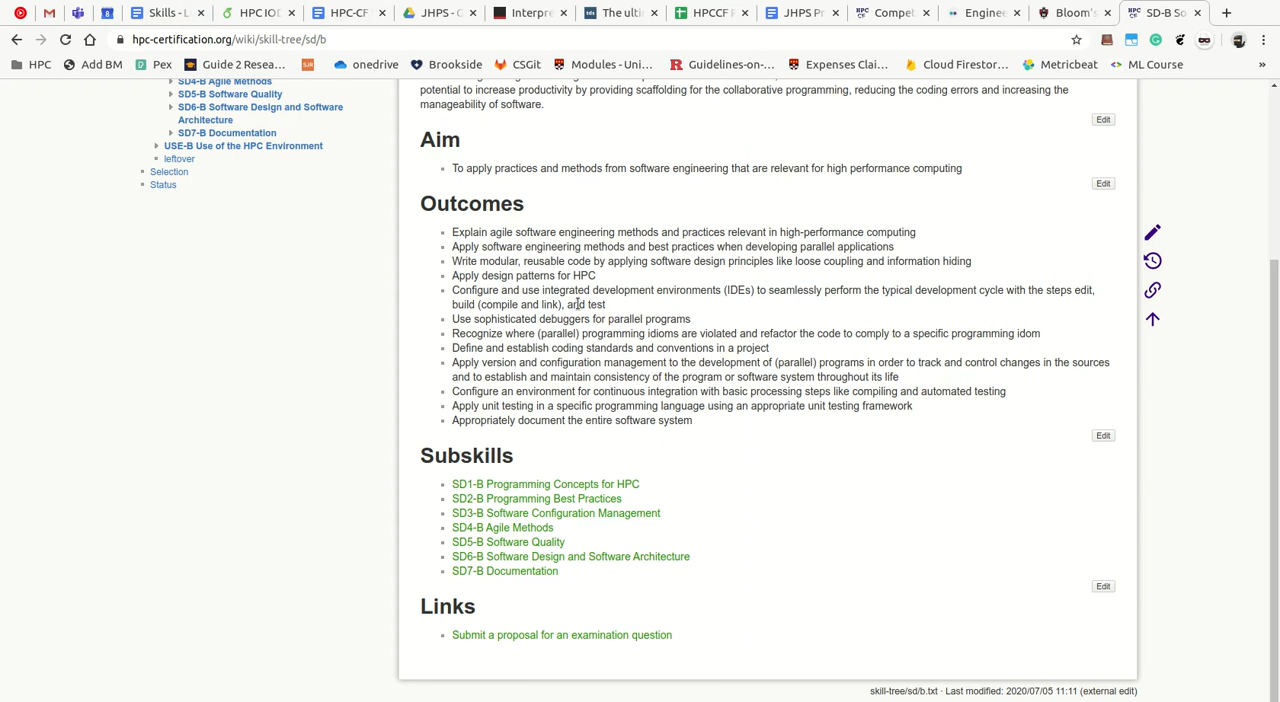 Skills - L
HPC IOD
HPC-CF
JHPS - C
Interpre
The ulti
HPCCF F
JHPS Pr
Compet
Enginee
Bloom's
SD-B So
hpc-certification.org/wiki/skill-tree/sd/b
HPC
Add BM
Pex
Guide 2 Resea...
SJR
onedrive
Brookside
CSGit
Modules - Uni...
Guidelines-on-...
Expenses Clai...
Cloud Firestor...
Metricbeat
ML Course
»
SD4-B Agile Methods
SD5-B Software Quality
SD6-B Software Design and Software
Architecture
SD7-B Documentation
USE-B Use of the HPC Environment
leftover
Selection
Status
potential to increase productivity by providing scaffolding for the collaborative programming, reducing the coding errors and increasing the
manageability of software.
Edit
Aim
To apply practices and methods from software engineering that are relevant for high performance computing
Edit
Outcomes
Explain agile software engineering methods and practices relevant in high-performance computing
Apply software engineering methods and best practices when developing parallel applications
Write modular, reusable code by applying software design principles like loose coupling and information hiding
Apply design patterns for HPC
Configure and use integrated development environments (IDEs) to seamlessly perform the typical development cycle with the steps edit,
build (compile and link), and test
Use sophisticated debuggers for parallel programs
Recognize where (parallel) programming idioms are violated and refactor the code to comply to a specific programming idom
Define and establish coding standards and conventions in a project
Apply version and configuration management to the development of (parallel) programs in order to track and control changes in the sources
and to establish and maintain consistency of the program or software system throughout its life
Configure an environment for continuous integration with basic processing steps like compiling and automated testing
Apply unit testing in a specific programming language using an appropriate unit testing framework
Appropriately document the entire software system
Edit
Subskills
SD1-B Programming Concepts for HPC
SD2-B Programming Best Practices
SD3-B Software Configuration Management
SD4-B Agile Methods
SD5-B Software Quality
SD6-B Software Design and Software Architecture
SD7-B Documentation
Edit
Links
Submit a proposal for an examination question
skill-tree/sd/b.txt · Last modified: 2020/07/05 11:11 (external edit)